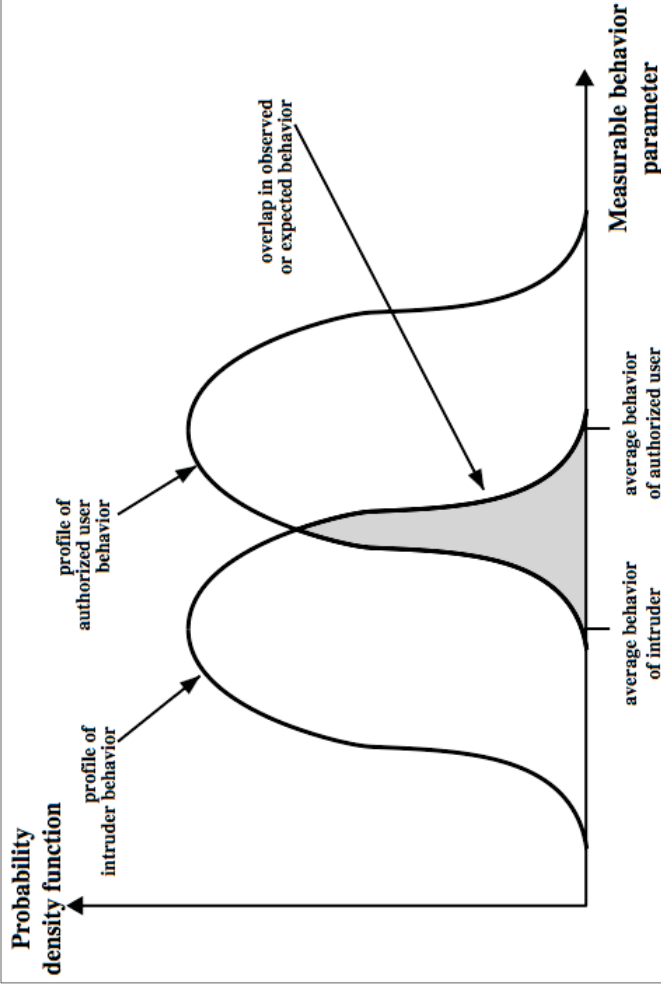 Probability
density function
profile of
intruder behavior
profile of
authorized user
behavior
overlap in observed
or expected behavior
average behavior
of intruder
average behavior
of authorized user
Measurable behavior
parameter